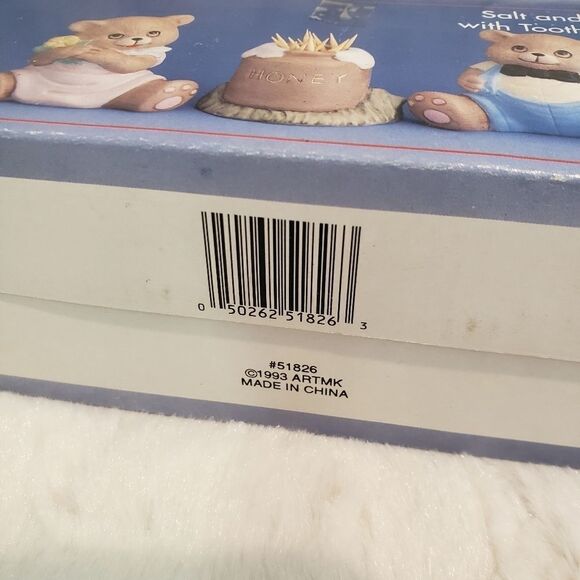 Salt and
with Tooth
HONEY
0 50262 51826 3
#51826
©1993 ARTMK
MADE IN CHINA